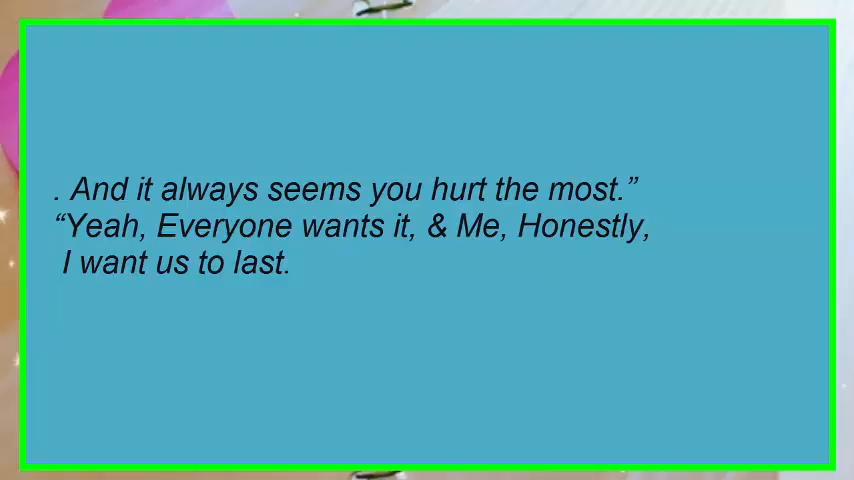 . And it always seems you hurt the most.”
“Yeah, Everyone wants it, & Me, Honestly,
I want us to last.